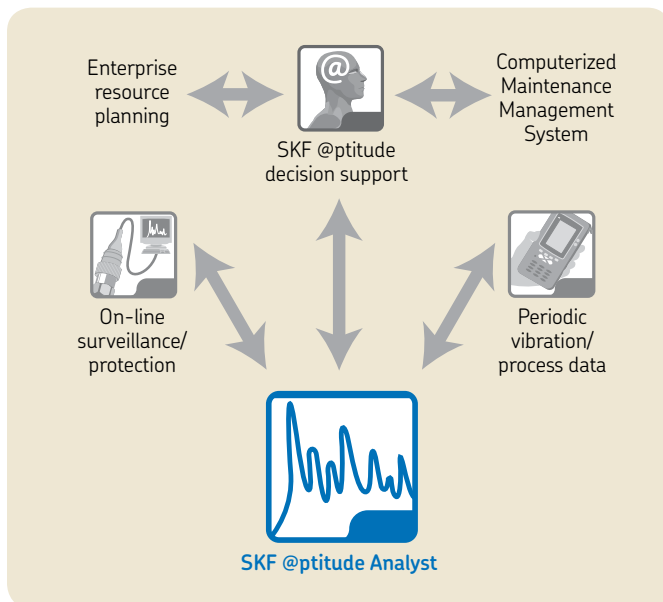 Enterprise
resource
planning
@
SKF @ptitude
decision support
Computerized
Maintenance
Management
System
On-line
surveillance/
protection
Periodic
vibration/
process data
SKF @ptitude Analyst